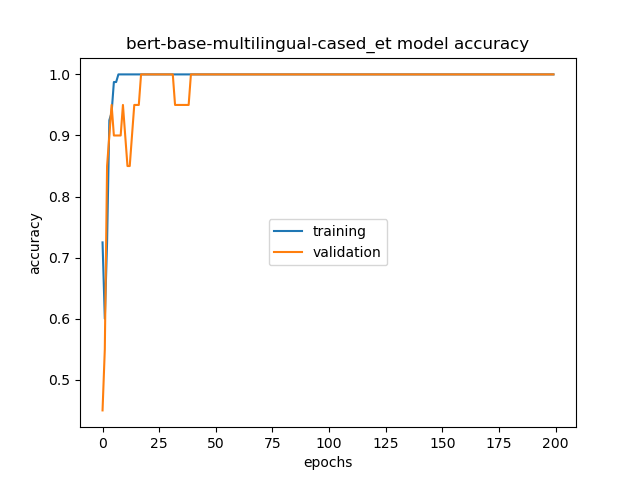 bert-base-multilingual-cased_et model accuracy
1.0
0.9
0.8
0.7
0.6
0.5
accuracy
training
validation
0 25 50 75 100 125 150 175 200
epochs